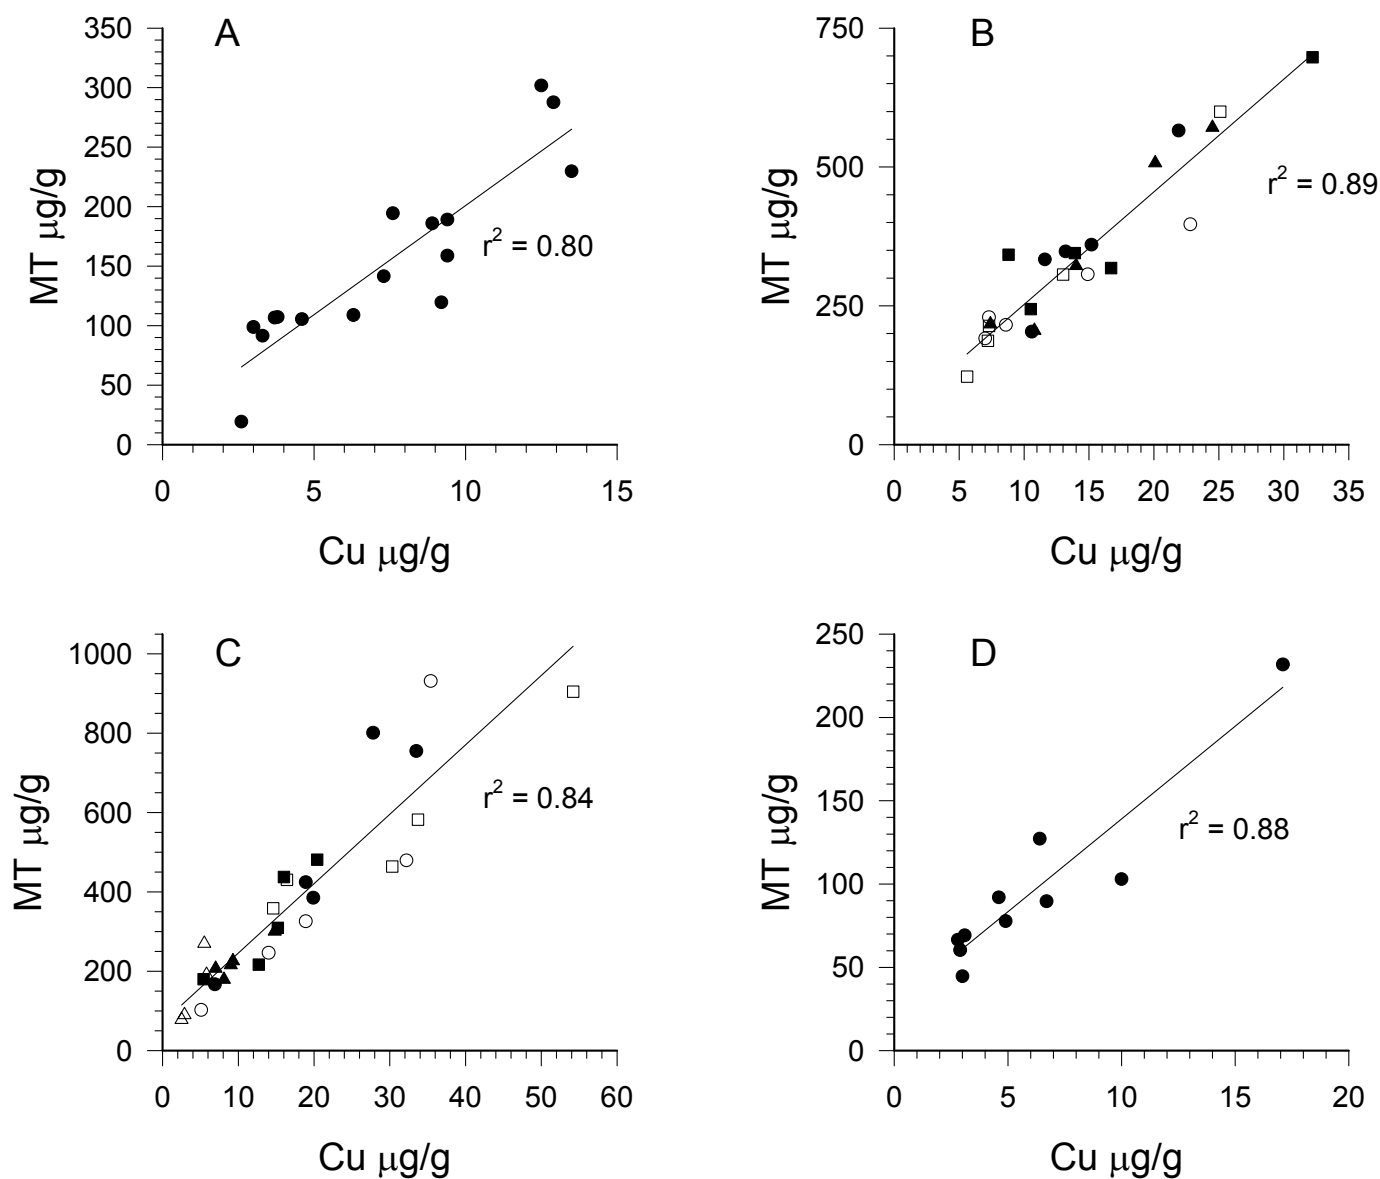 A
350
300
250
200
150
100
50
0
MT µg/g
r² = 0.80
0 5 10 15
Cu µg/g
B
750
500
250
0
MT µg/g
r² = 0.89
0 5 10 15 20 25 30 35
Cu µg/g
C
1000
800
600
400
200
0
MT µg/g
r² = 0.84
0 10 20 30 40 50 60
Cu µg/g
D
250
200
150
100
50
0
MT µg/g
r² = 0.88
0 5 10 15 20
Cu µg/g